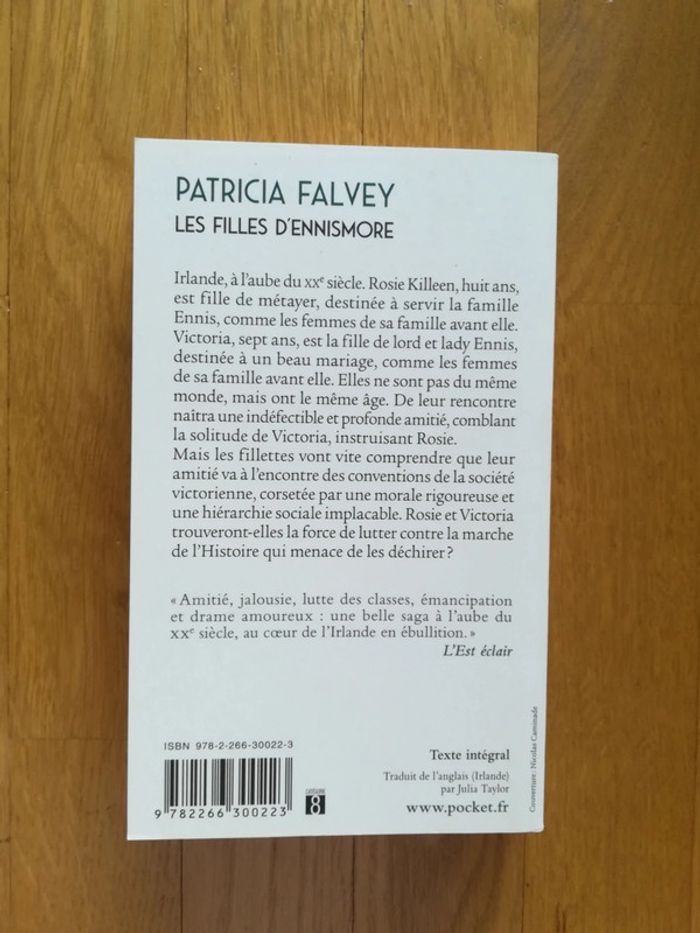 PATRICIA FALVEY
LES FILLES D'ENNISMORE
Irlande, à l'aube du XXe siècle. Rosie Killeen, huit ans,
est fille de métayer, destinée à servir la famille
Ennis, comme les femmes de sa famille avant elle.
Victoria, sept ans, est la fille de lord et lady Ennis,
destinée à un beau mariage, comme les femmes
de sa famille avant elle. Elles ne sont pas du même
monde, mais ont le même âge. De leur rencontre
naîtra une indéfectible et profonde amitié, comblant
la solitude de Victoria, instruisant Rosie.
Mais les fillettes vont vite comprendre que leur
amitié va à l'encontre des conventions de la société
victorienne, corsetée par une morale rigoureuse et
une hiérarchie sociale implacable. Rosie et Victoria
trouveront-elles la force de lutter contre la marche
de l'Histoire qui menace de les déchirer ?
« Amitié, jalousie, lutte des classes, émancipation
et drame amoureux : une belle saga à l'aube du
XXe siècle, au cœur de l'Irlande en ébullition. »
L'Est éclair
ISBN 978-2-266-30022-3
9 782266 300223
CATÉGORIE
8
Texte intégral
Traduit de l'anglais (Irlande)
par Julia Taylor
www.pocket.fr
Couverture : Nicolas Caminade